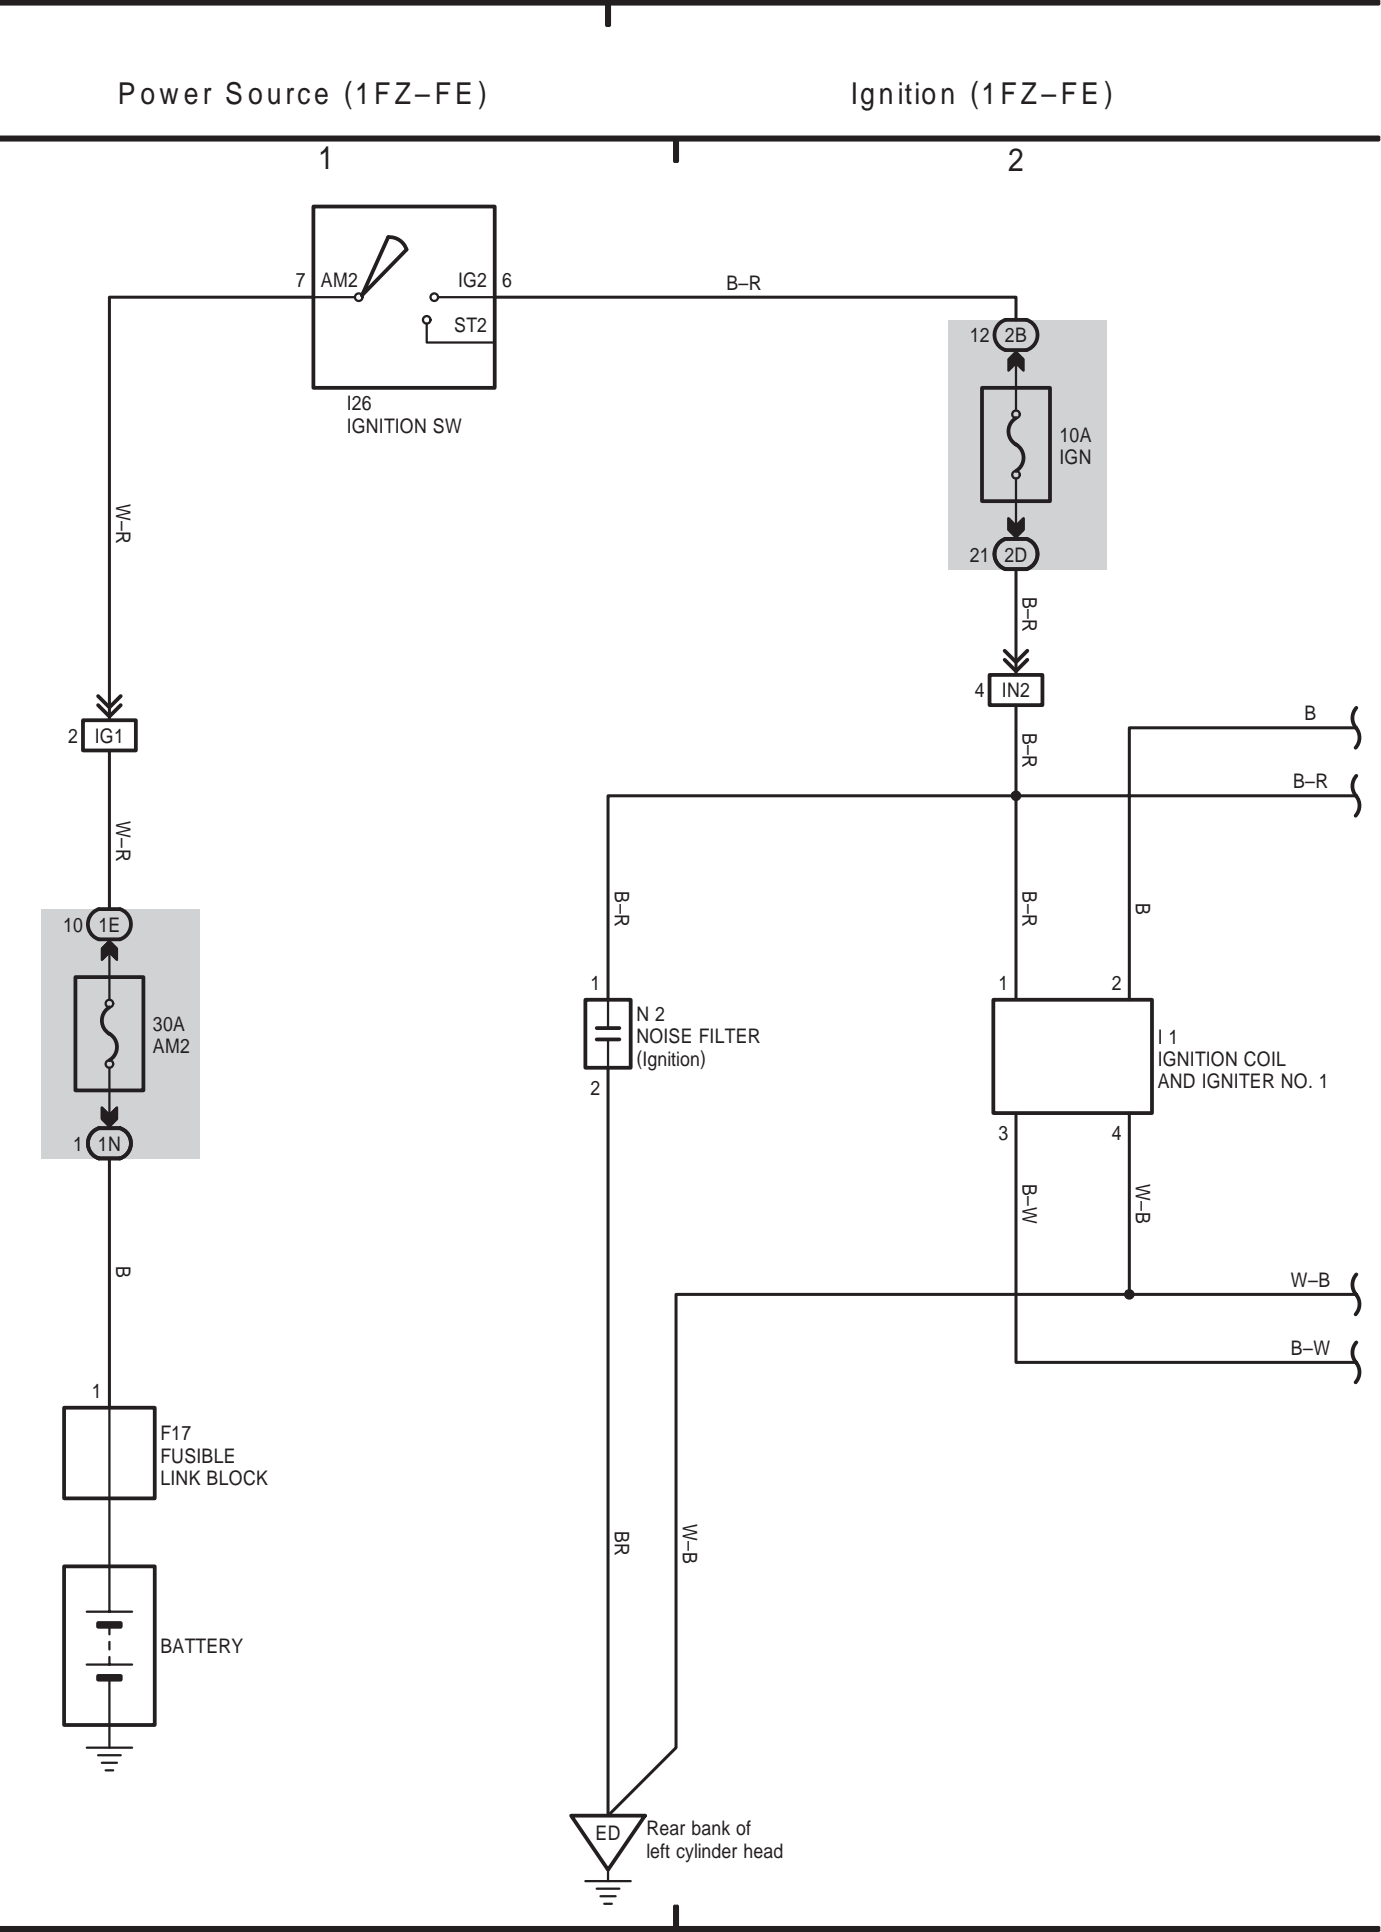 Power Source (1FZ–FE)
Ignition (1FZ–FE)
1
2
7
AM2
IG2
6
ST2
I26
IGNITION SW
B–R
12
2B
10A
IGN
21
2D
B–R
4
IN2
B–R
W–R
2
IG1
W–R
10
1E
30A
AM2
1
1N
B
1
F17
FUSIBLE
LINK BLOCK
BATTERY
B
B–R
B–R
B–R
B
1
N 2
NOISE FILTER
(Ignition)
2
1
2
I 1
IGNITION COIL
AND IGNITER NO. 1
3
4
B–W
W–B
W–B
B–W
BR
W–B
ED
Rear bank of
left cylinder head